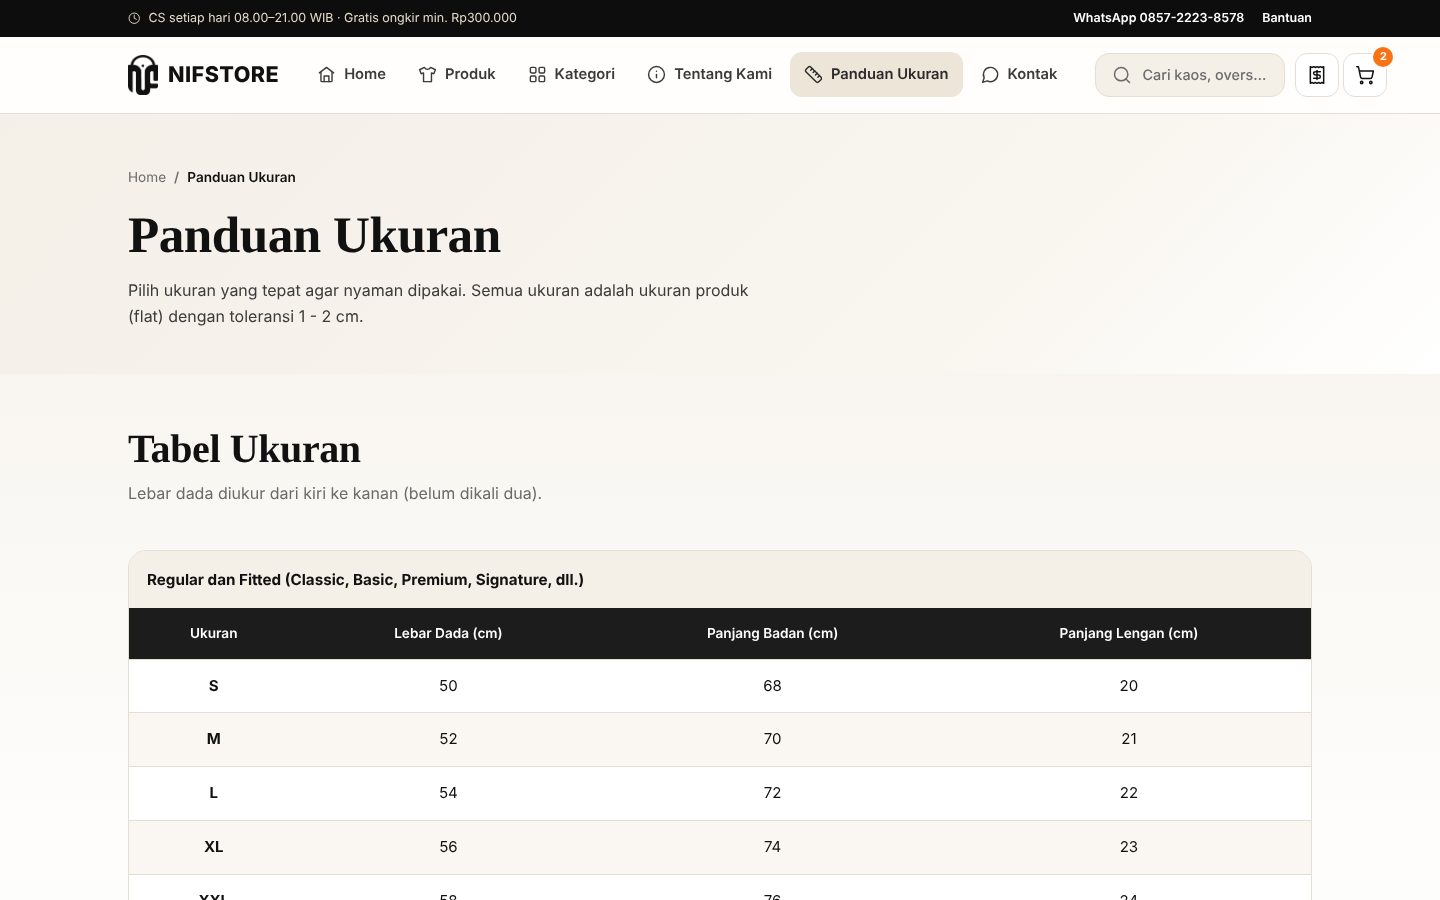 CS setiap hari 08.00–21.00 WIB · Gratis ongkir min. Rp300.000
WhatsApp 0857-2223-8578 Bantuan
NIFSTORE Home Produk Kategori Tentang Kami Panduan Ukuran Kontak Cari kaos, overs... 2
Home / Panduan Ukuran
Panduan Ukuran
Pilih ukuran yang tepat agar nyaman dipakai. Semua ukuran adalah ukuran produk
(flat) dengan toleransi 1 - 2 cm.
Tabel Ukuran
Lebar dada diukur dari kiri ke kanan (belum dikali dua).
Regular dan Fitted (Classic, Basic, Premium, Signature, dll.)
Ukuran Lebar Dada (cm) Panjang Badan (cm) Panjang Lengan (cm)
S 50 68 20
M 52 70 21
L 54 72 22
XL 56 74 23
XXL 58 76 24